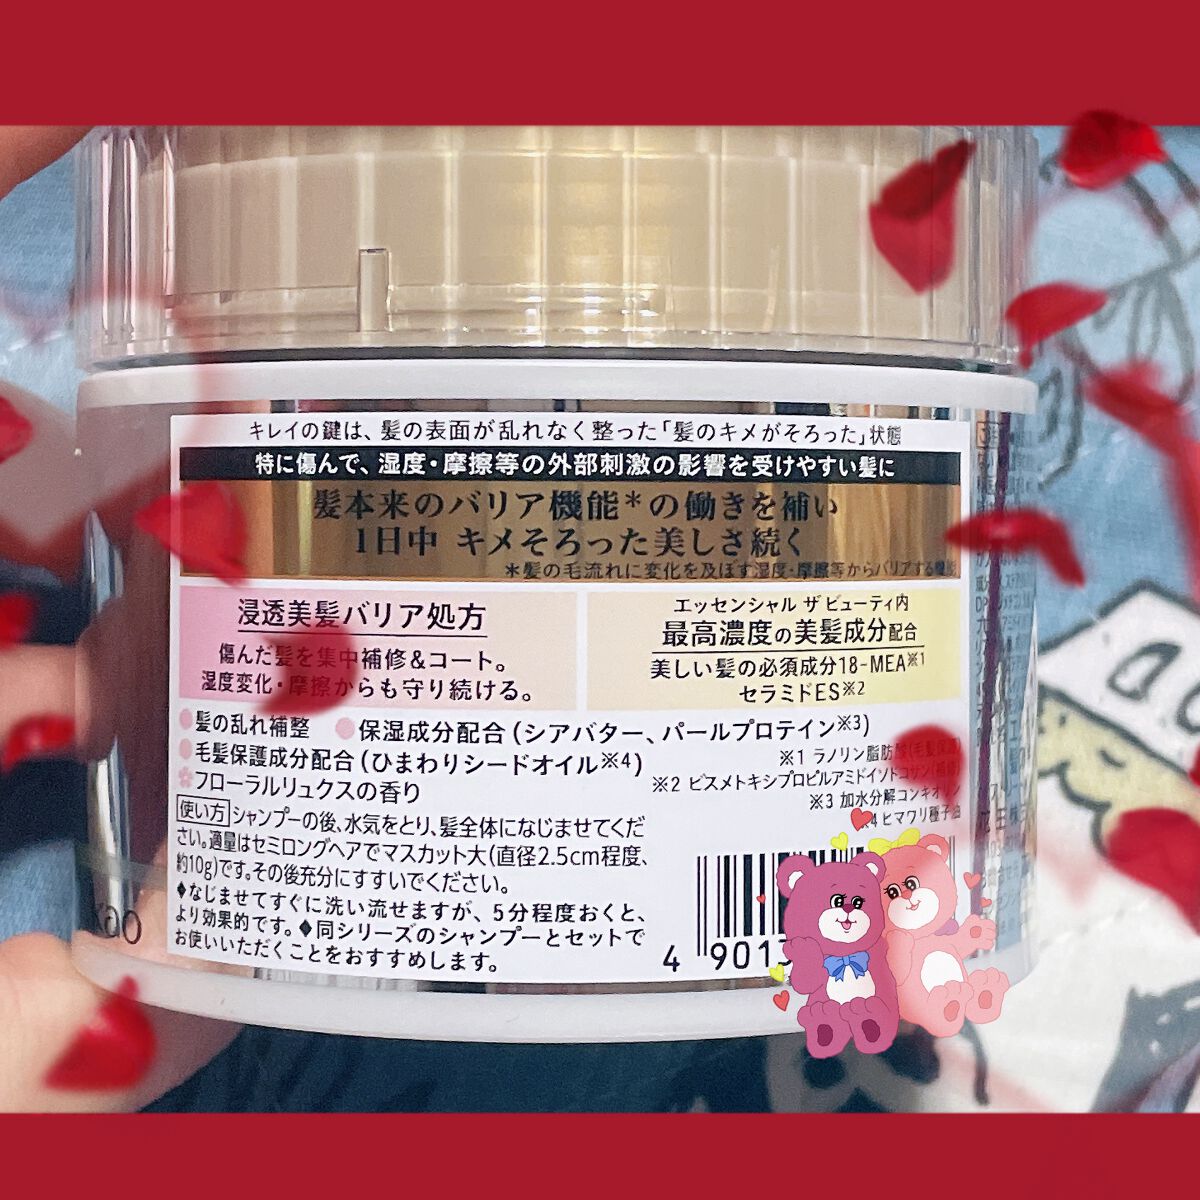 キレイの鍵は、髪の表面が乱れなく整った「髪のキメがそろった」状態
特に傷んで、湿度・摩擦等の外部刺激の影響を受けやすい髪に
髪本来のバリア機能＊の働きを補い
1日中 キメそろった美しさ続く
＊髪の毛流れに変化を及ぼす湿度・摩擦等からバリアする
浸透美髪バリア処方
傷んだ髪を集中補修＆コート。
湿度変化・摩擦からも守り続ける。
エッセンシャル ザ ビューティ内
最高濃度の美髪成分配合
美しい髪の必須成分18-MEA※1
セラミドES※2
髪の乱れ補整 保湿成分配合(シアバター、パールプロテイン※3)
毛髪保護成分配合(ひまわりシードオイル※4)
フローラルリュクスの香り
※1 ラノリン脂肪酸(毛髪保護)
※2 ビスメトキシプロピルアミドイソドコサン(補修)
※3 加水分解コンキオリン
※4 ヒマワリ種子油
使い方 シャンプーの後、水気をとり、髪全体になじませてくだ
さい。適量はセミロングヘアでマスカット大(直径2.5cm程度、
約10g)です。その後充分にすすいでください。
◆なじませてすぐに洗い流せますが、5分程度おくと、
より効果的です。◆同シリーズのシャンプーとセットで
お使いいただくことをおすすめします。
4 9013